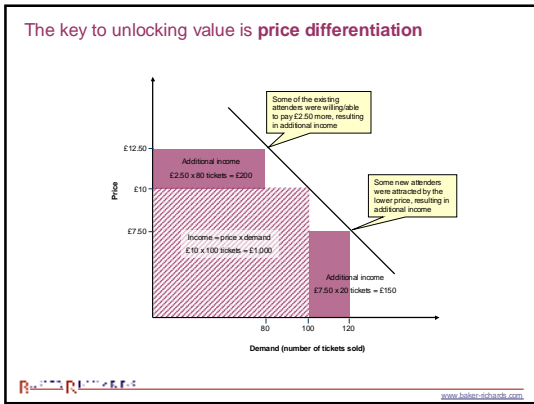 The key to unlocking value is price differentiation
Some of the existing
attenders were willing/able
to pay £2.50 more, resulting
in additional income
£12.50
Additional income
£2.50 x 80 tickets = £200
Some new attenders
were attracted by the
lower price, resulting in
additional income
£10
Price
£7.50
Income = price x demand
£10 x 100 tickets = £1,000
Additional income
£7.50 x 20 tickets = £150
80
100
120
Demand (number of tickets sold)
www.baker-richards.com